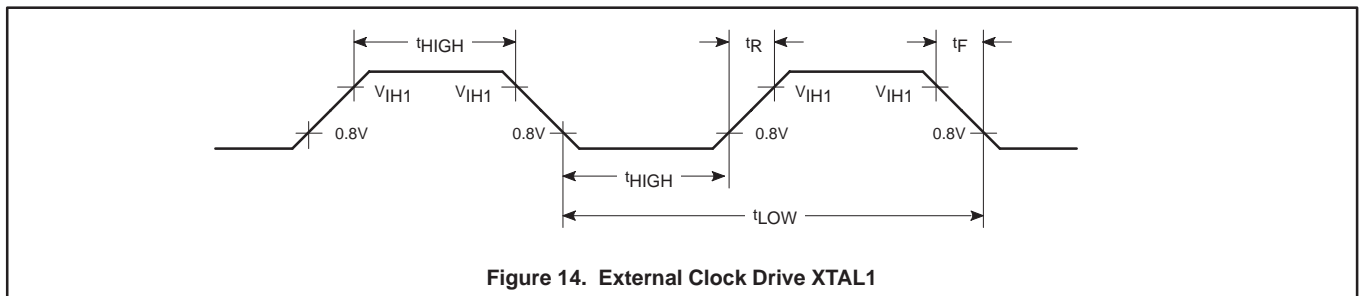 tHIGH tR tF
VIH1 VIH1 VIH1 VIH1
0.8V 0.8V 0.8V 0.8V
tHIGH
tLOW
Figure 14. External Clock Drive XTAL1